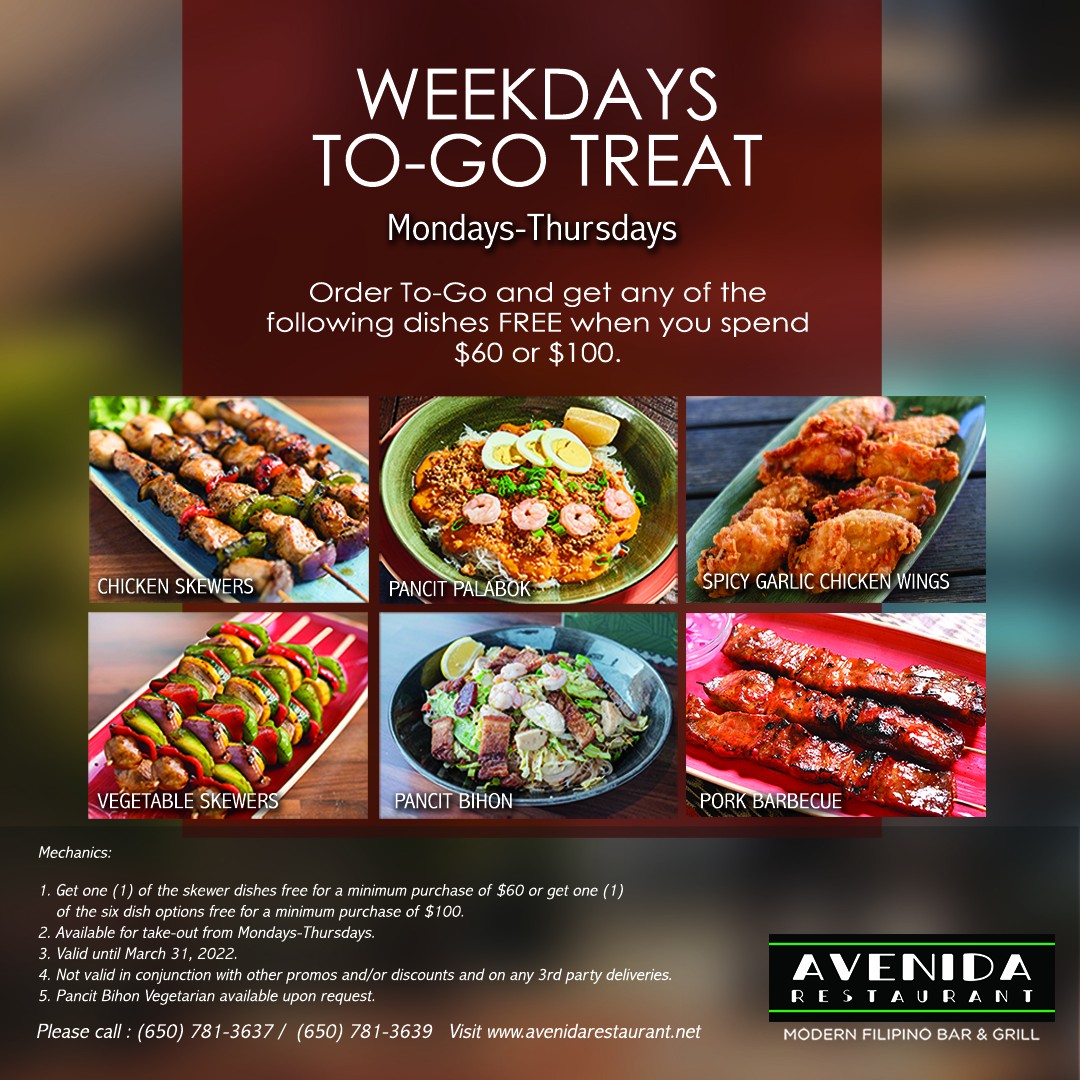 WEEKDAYS
TO-GO TREAT
Mondays-Thursdays
Order To-Go and get any of the
following dishes FREE when you spend
$60 or $100.
CHICKEN SKEWERS
PANCIT PALABOK
SPICY GARLIC CHICKEN WINGS
VEGETABLE SKEWERS
PANCIT BIHON
PORK BARBECUE
Mechanics:
1. Get one (1) of the skewer dishes free for a minimum purchase of $60 or get one (1)
of the six dish options free for a minimum purchase of $100.
2. Available for take-out from Mondays-Thursdays.
3. Valid until March 31, 2022.
4. Not valid in conjunction with other promos and/or discounts and on any 3rd party deliveries.
5. Pancit Bihon Vegetarian available upon request.
Please call : (650) 781-3637 / (650) 781-3639 Visit www.avenidarestaurant.net
AVENIDA
RESTAURANT
MODERN FILIPINO BAR & GRILL